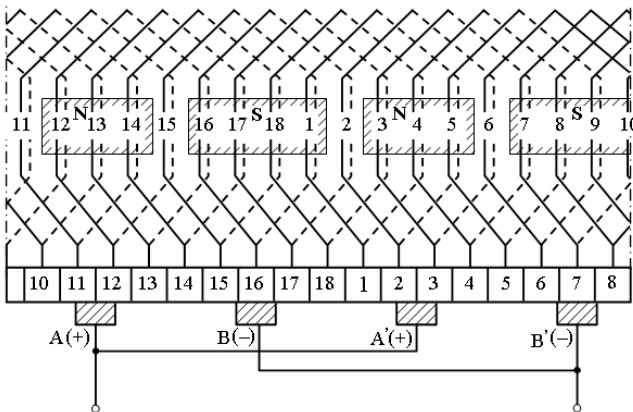 N S N S
11 12 13 14 15 16 17 18 1 2 3 4 5 6 7 8 9 10
10 11 12 13 14 15 16 17 18 1 2 3 4 5 6 7 8
A(+) B(–) A'(+) B'(–)